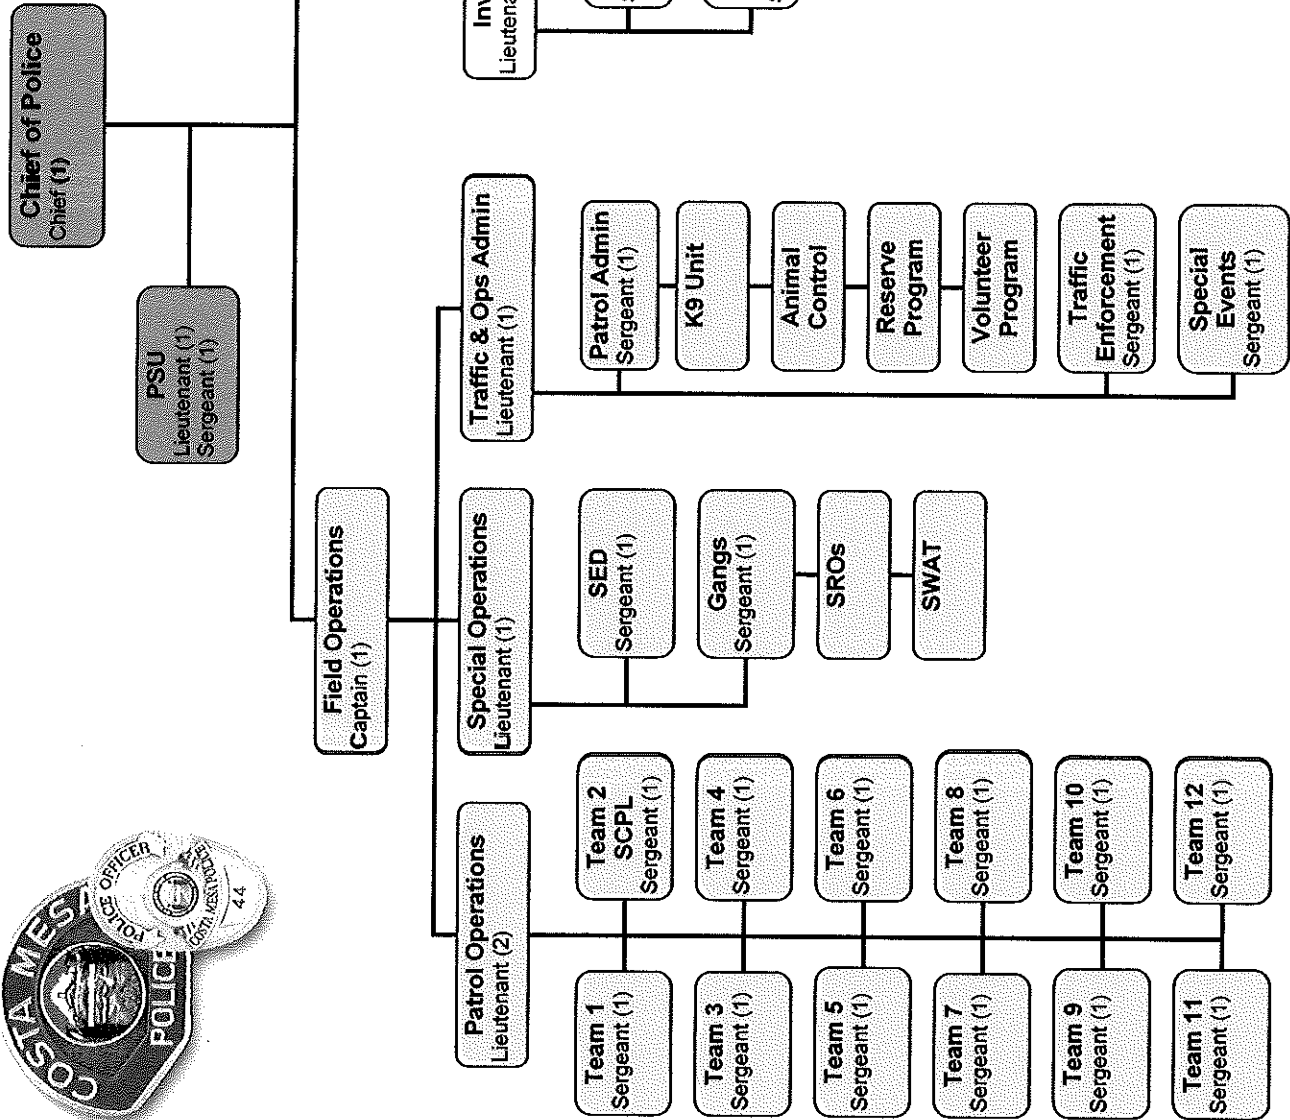 COSTA MESA
POLICE
POLICE OFFICER
COSTA MESA POLICE
44
Chief of Police
Chief (1)
PSU
Lieutenant (1)
Sergeant (1)
Field Operations
Captain (1)
Patrol Operations
Lieutenant (2)
Special Operations
Lieutenant (1)
Traffic & Ops Admin
Lieutenant (1)
Team 1
Sergeant (1)
Team 2
SCPL
Sergeant (1)
Team 3
Sergeant (1)
Team 4
Sergeant (1)
Team 5
Sergeant (1)
Team 6
Sergeant (1)
Team 7
Sergeant (1)
Team 8
Sergeant (1)
Team 9
Sergeant (1)
Team 10
Sergeant (1)
Team 11
Sergeant (1)
Team 12
Sergeant (1)
SED
Sergeant (1)
Gangs
Sergeant (1)
SROs
SWAT
Patrol Admin
Sergeant (1)
K9 Unit
Animal
Control
Reserve
Program
Volunteer
Program
Traffic
Enforcement
Sergeant (1)
Special
Events
Sergeant (1)